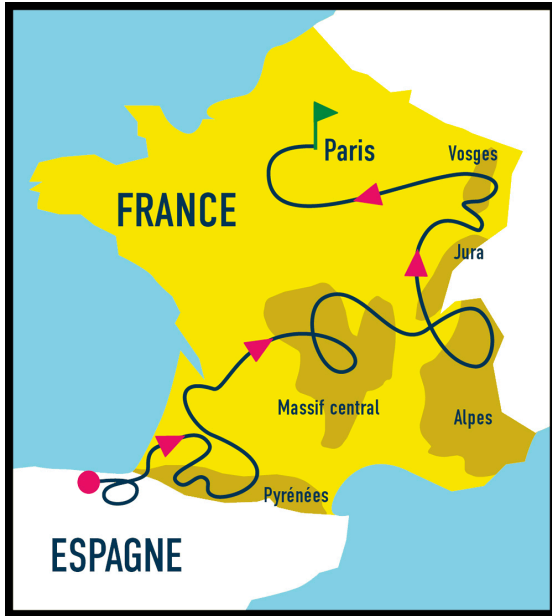 Paris
Vosges
FRANCE
Jura
Massif central
Alpes
Pyrénées
ESPAGNE